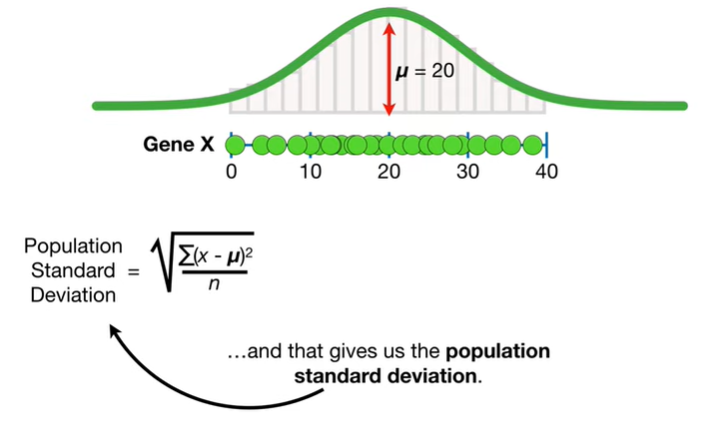 μ = 20
Gene X
0 10 20 30 40
Population
Standard
Deviation
= √(Σ(x - μ)² / n)
...and that gives us the population
standard deviation.